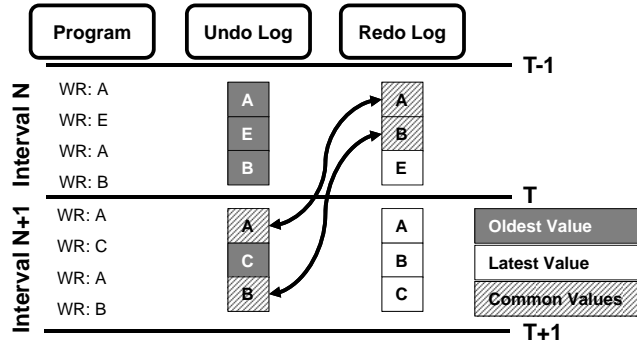 Program Undo Log Redo Log
T-1
Interval N
WR: A
WR: E
WR: A
WR: B
A
E
B
A
B
E
T
Interval N+1
WR: A
WR: C
WR: A
WR: B
A
C
B
A
B
C
Oldest Value
Latest Value
Common Values
T+1